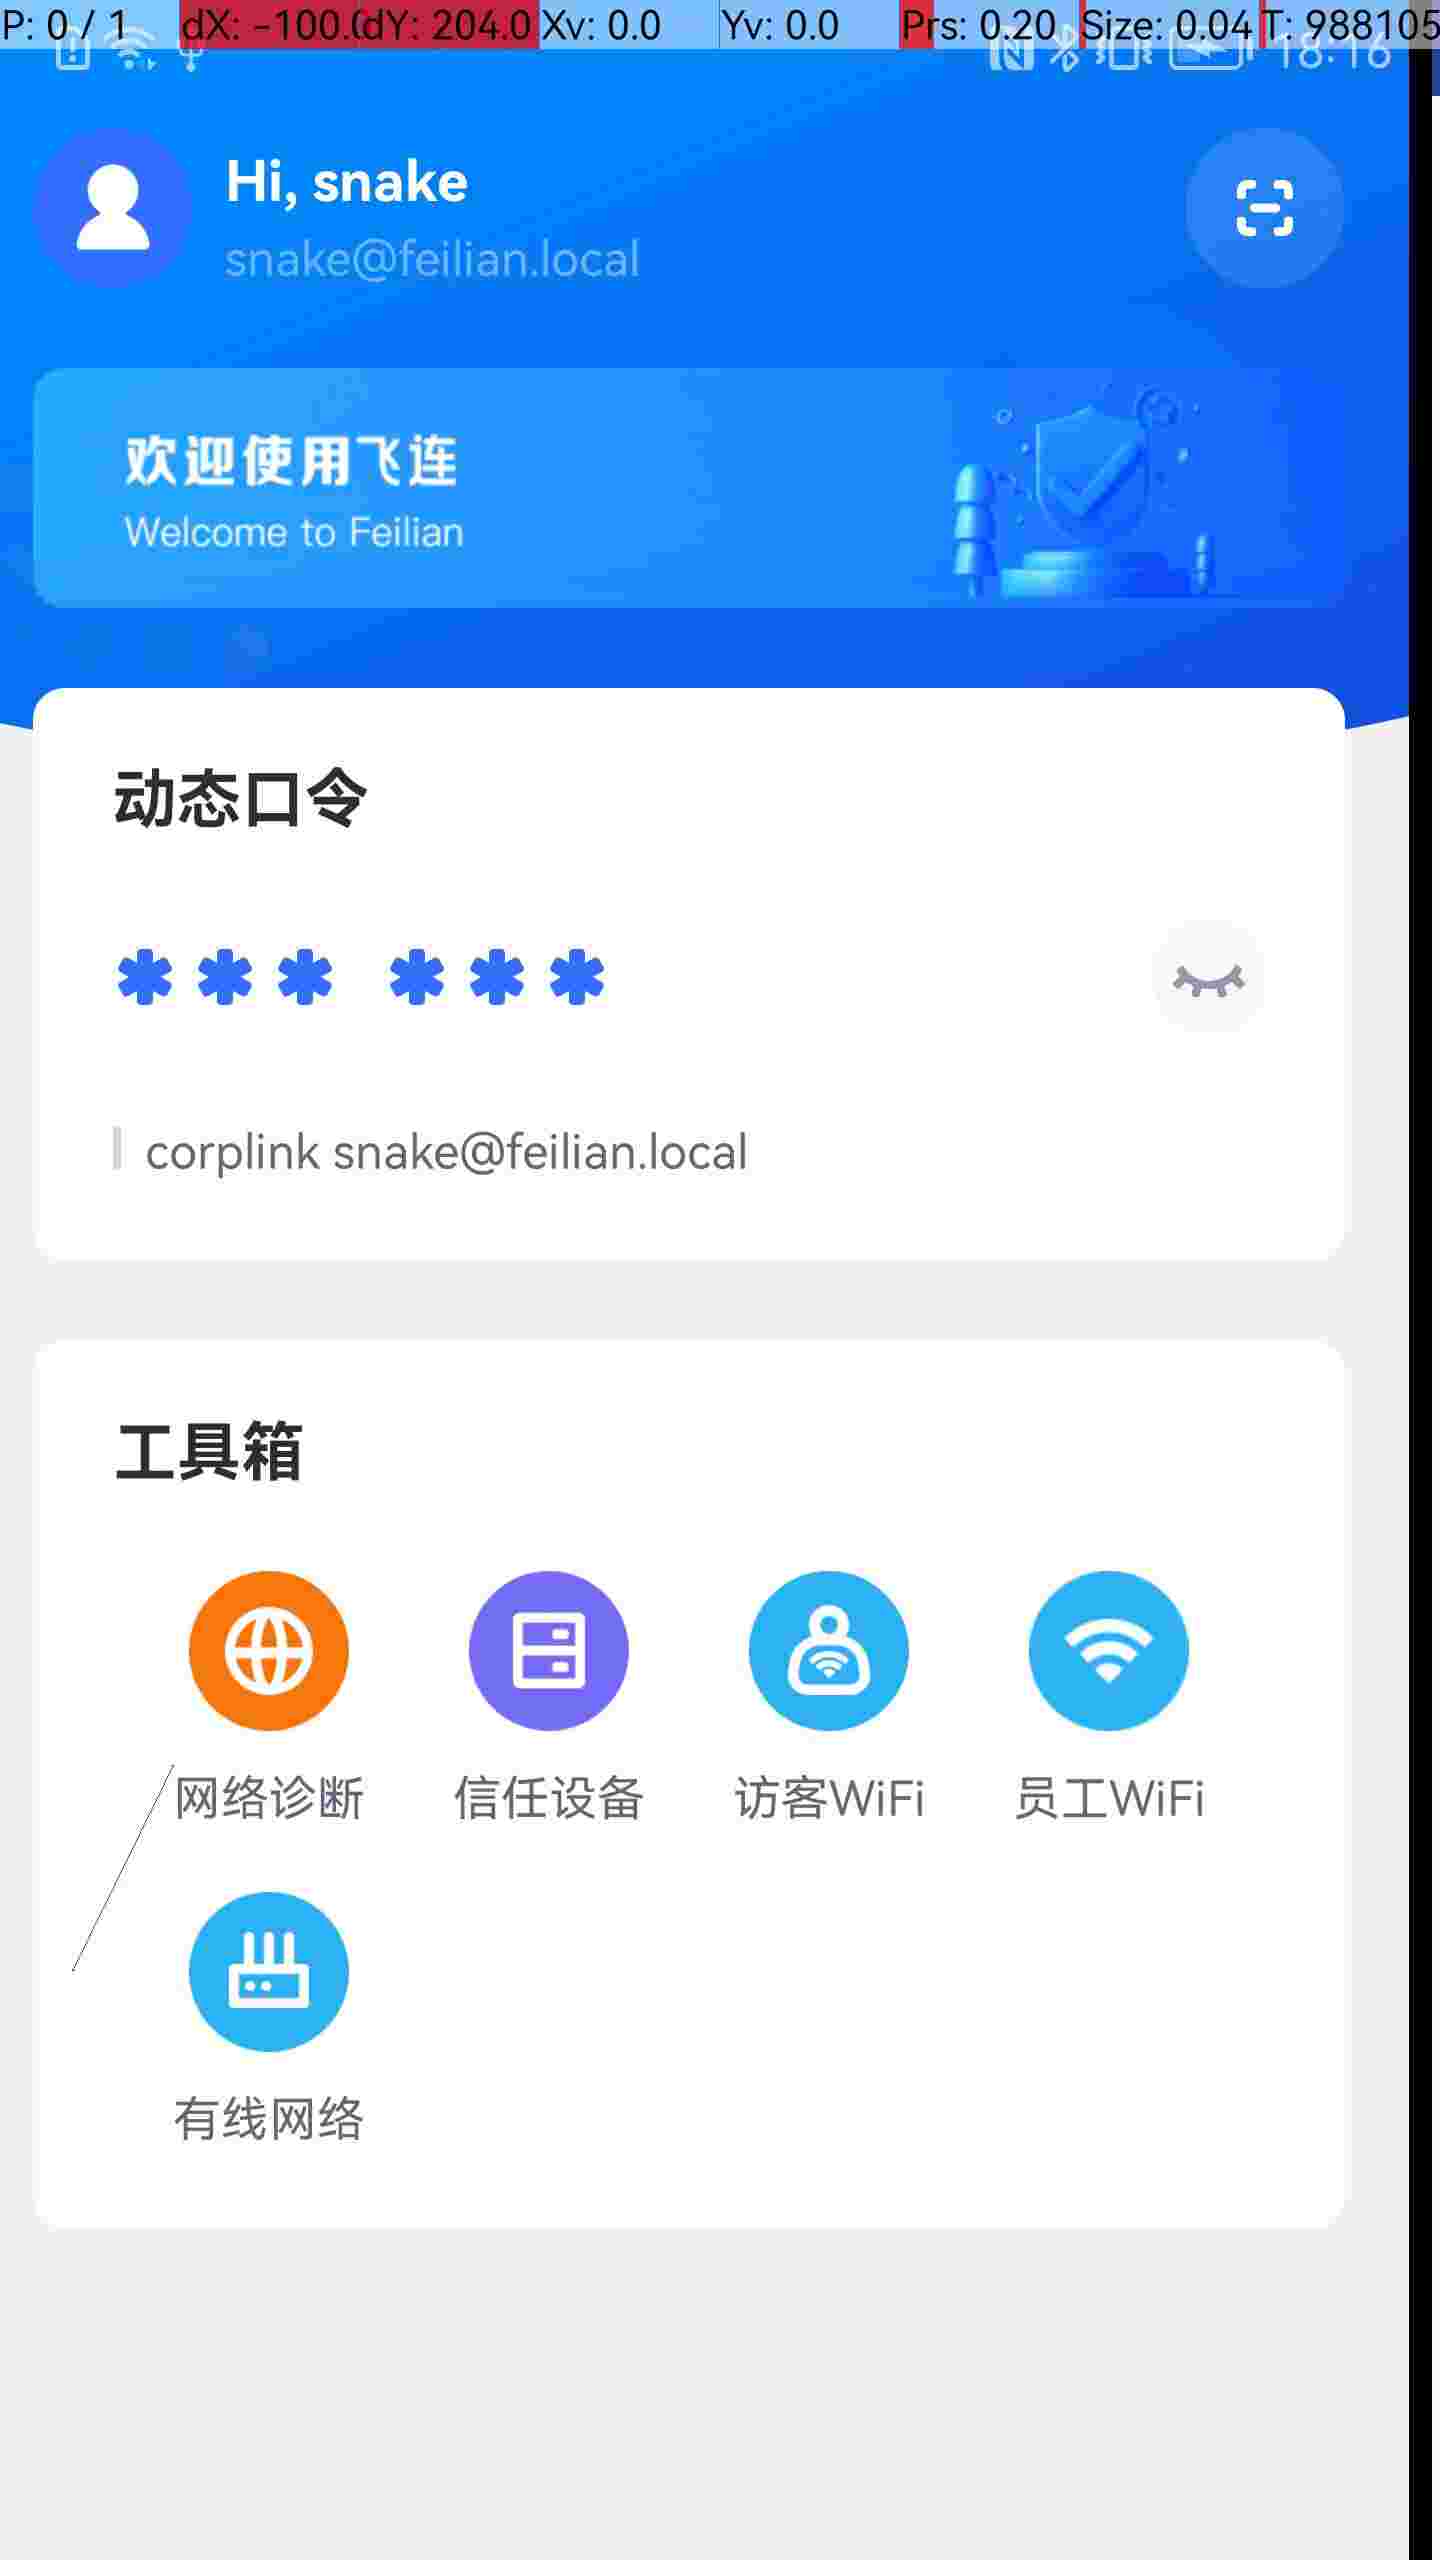 P: 0 / 1 dX: -100.0 dY: 204.0 Xv: 0.0 Yv: 0.0 Prs: 0.20 Size: 0.04 T: 988105
18:16
Hi, snake
snake@feilian.local
欢迎使用飞连
Welcome to Feilian
动态口令
*** ***
corplink snake@feilian.local
工具箱
网络诊断 信任设备 访客WiFi 员工WiFi
有线网络